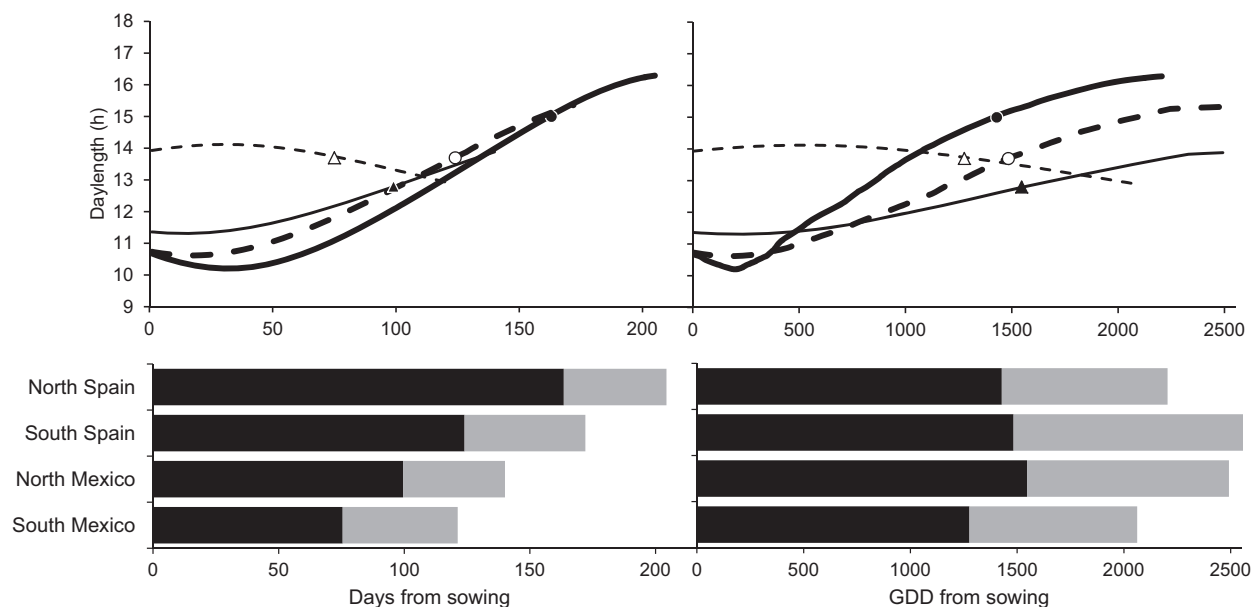 18
17
16
15
14
13
12
11
10
9
Daylength (h)
0 50 100 150 200
0 500 1000 1500 2000 2500
North Spain
South Spain
North Mexico
South Mexico
0 50 100 150 200
0 500 1000 1500 2000 2500
Days from sowing
GDD from sowing